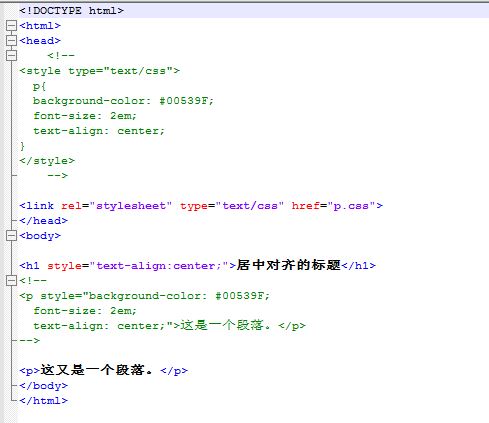 <!DOCTYPE html>
<html>
<head>
    <!--
<style type="text/css">
  p{
  background-color: #00539F;
  font-size: 2em;
  text-align: center;
}
</style>
    -->
<link rel="stylesheet" type="text/css" href="p.css">
</head>
<body>
<h1 style="text-align:center;">居中对齐的标题</h1>
<!--
<p style="background-color: #00539F;
  font-size: 2em;
  text-align: center;">这是一个段落。</p>
-->
<p>这又是一个段落。</p>
</body>
</html>